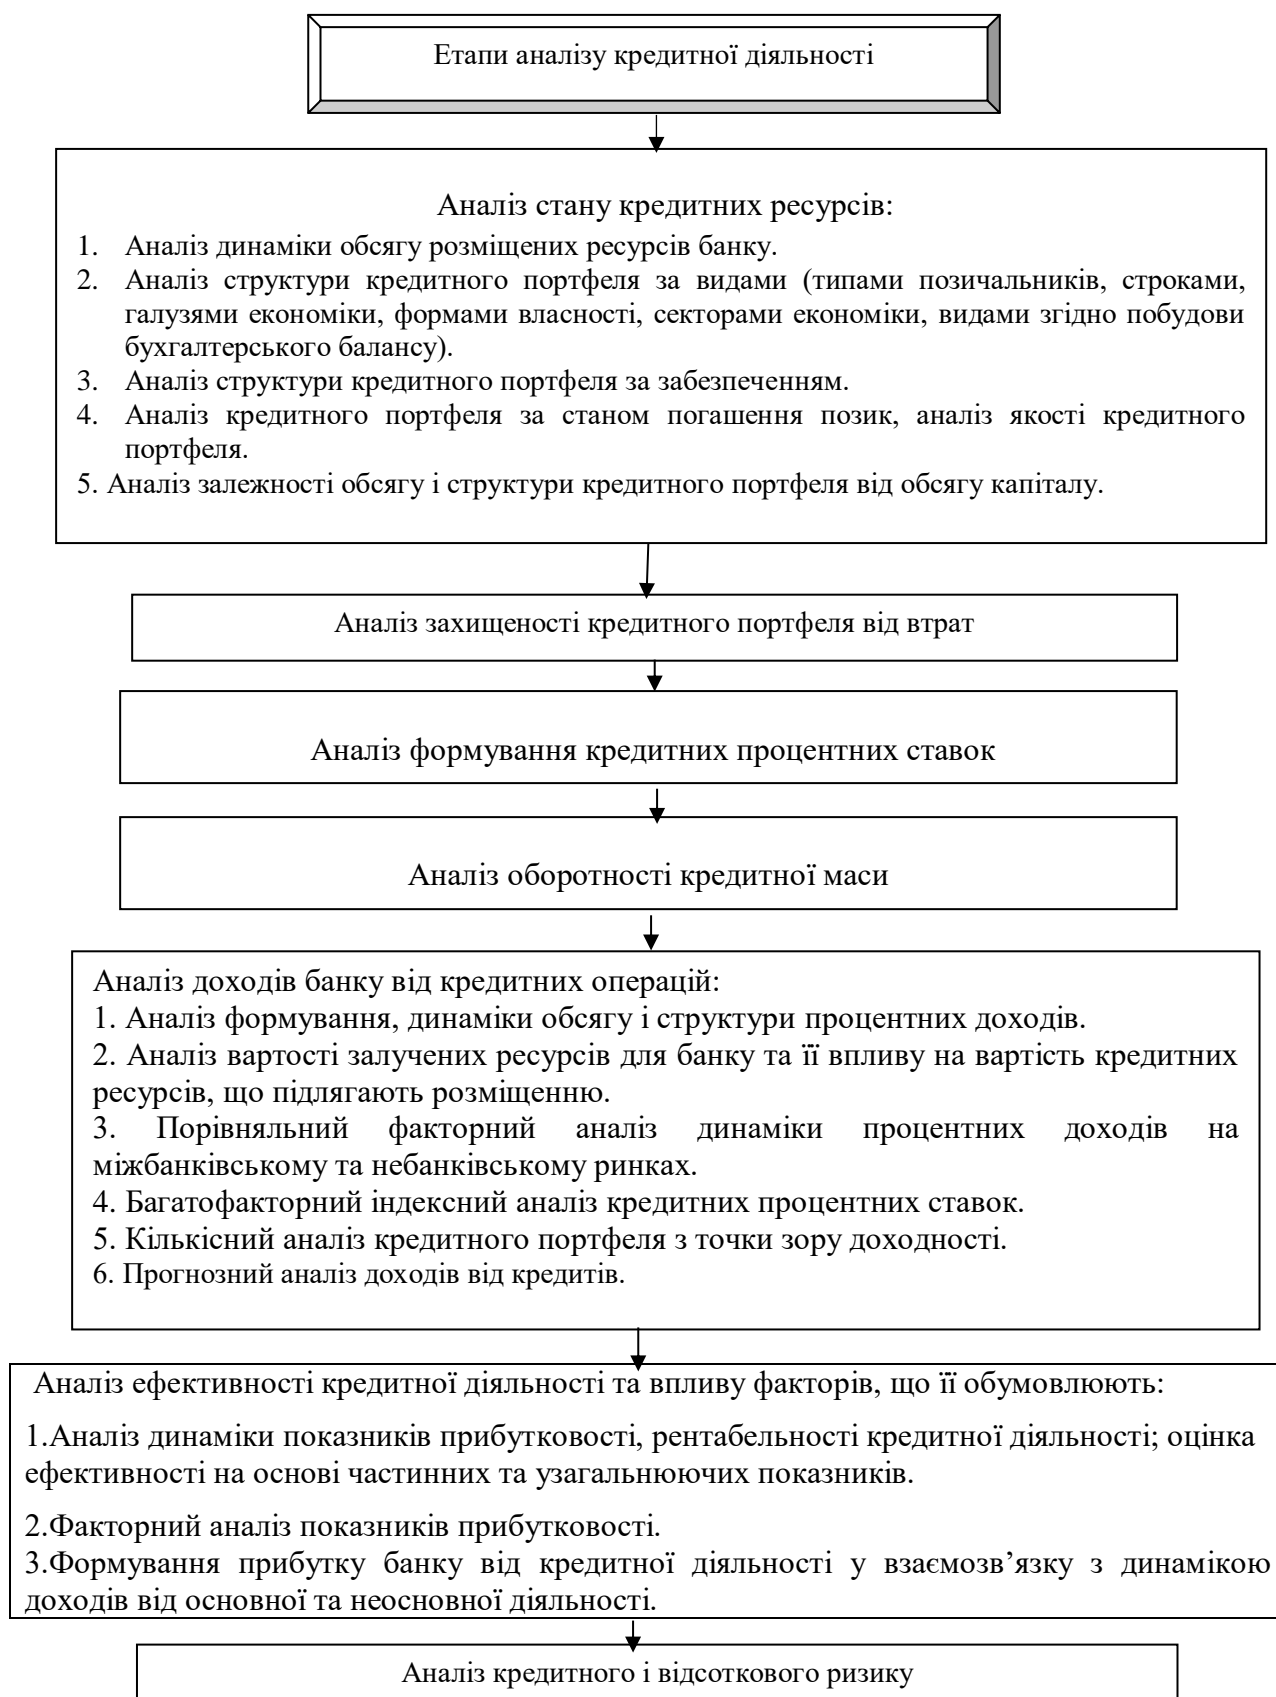 Етапи аналізу кредитної діяльності
Аналіз стану кредитних ресурсів:
1. Аналіз динаміки обсягу розміщених ресурсів банку.
2. Аналіз структури кредитного портфеля за видами (типами позичальників, строками,
галузями економіки, формами власності, секторами економіки, видами згідно побудови
бухгалтерського балансу).
3. Аналіз структури кредитного портфеля за забезпеченням.
4. Аналіз кредитного портфеля за станом погашення позик, аналіз якості кредитного
портфеля.
5. Аналіз залежності обсягу і структури кредитного портфеля від обсягу капіталу.
Аналіз захищеності кредитного портфеля від втрат
Аналіз формування кредитних процентних ставок
Аналіз оборотності кредитної маси
Аналіз доходів банку від кредитних операцій:
1. Аналіз формування, динаміки обсягу і структури процентних доходів.
2. Аналіз вартості залучених ресурсів для банку та її впливу на вартість кредитних
ресурсів, що підлягають розміщенню.
3. Порівняльний факторний аналіз динаміки процентних доходів на
міжбанківському та небанківському ринках.
4. Багатофакторний індексний аналіз кредитних процентних ставок.
5. Кількісний аналіз кредитного портфеля з точки зору доходності.
6. Прогнозний аналіз доходів від кредитів.
Аналіз ефективності кредитної діяльності та впливу факторів, що її обумовлюють:
1.Аналіз динаміки показників прибутковості, рентабельності кредитної діяльності; оцінка
ефективності на основі частинних та узагальнюючих показників.
2.Факторний аналіз показників прибутковості.
3.Формування прибутку банку від кредитної діяльності у взаємозв’язку з динамікою
доходів від основної та неосновної діяльності.
Аналіз кредитного і відсоткового ризику